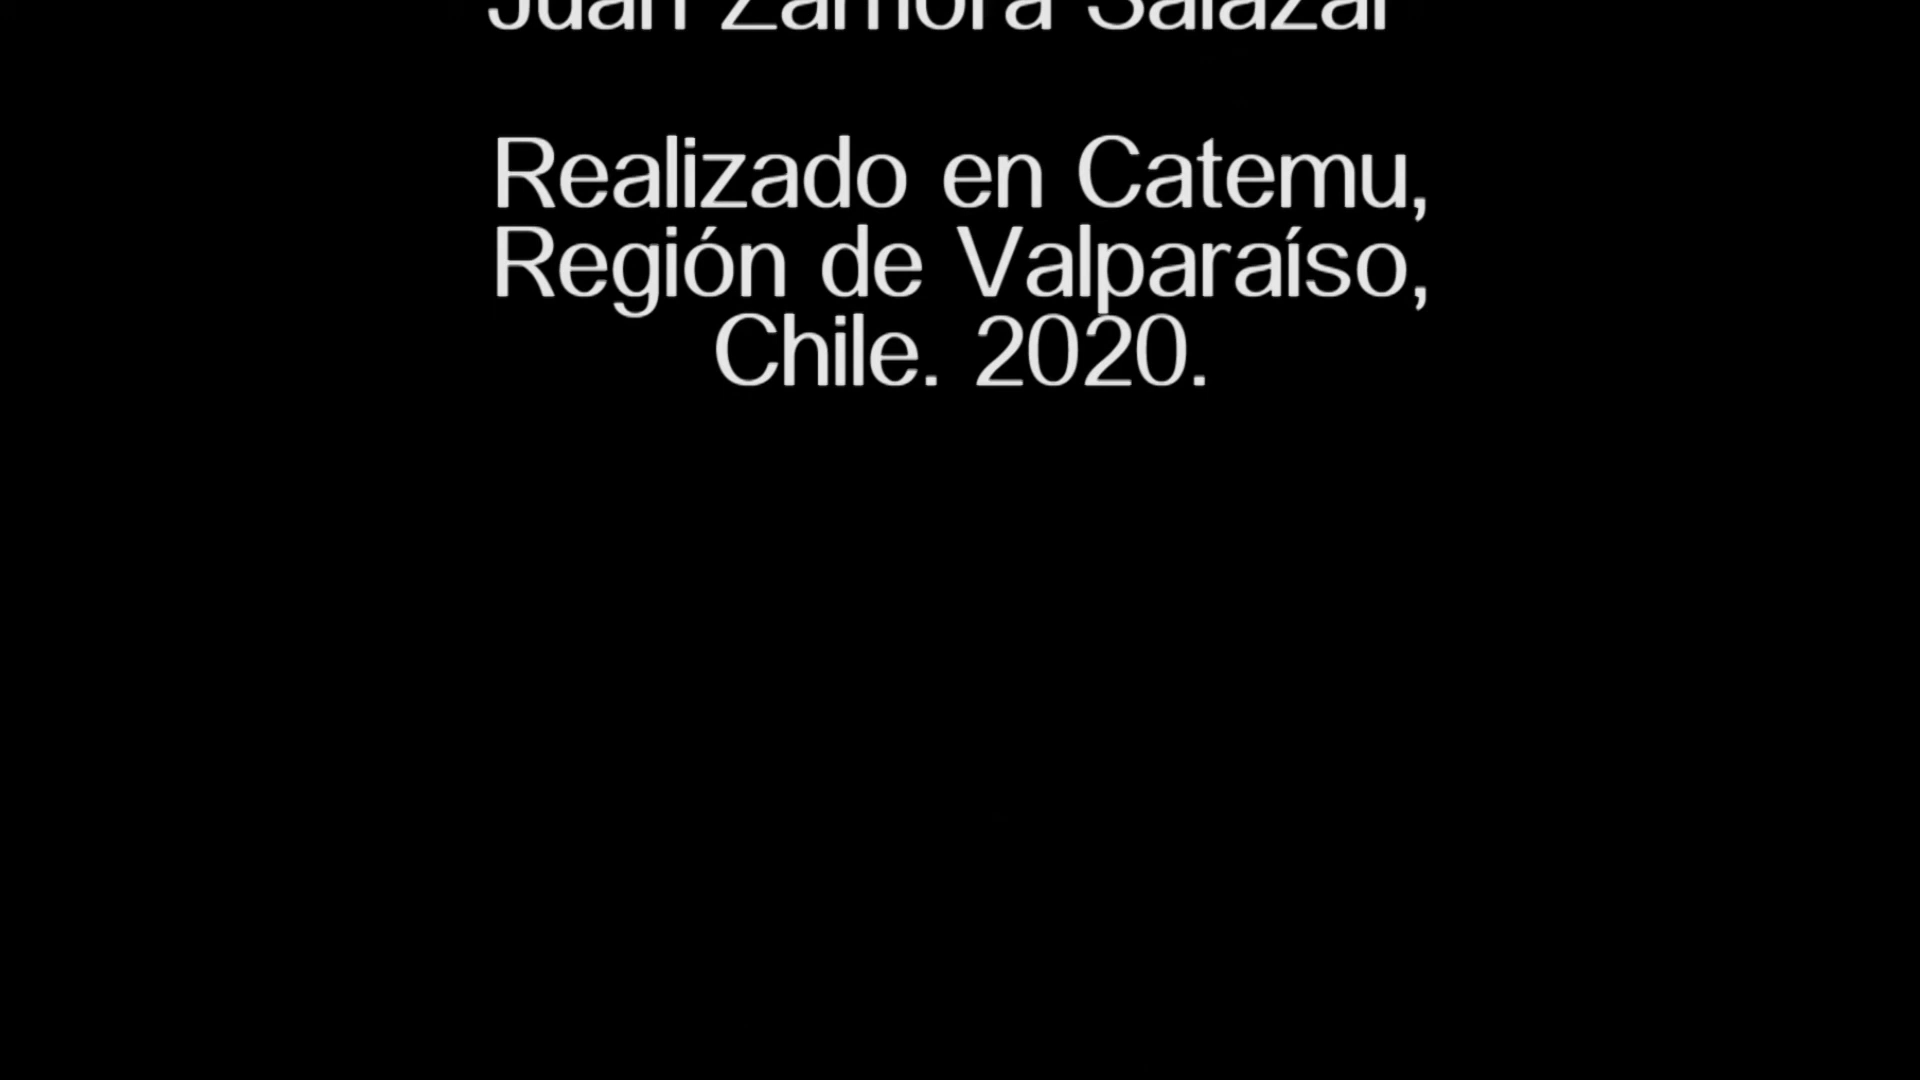 Juan Zamora Salazar
Realizado en Catemu,
Región de Valparaíso,
Chile. 2020.